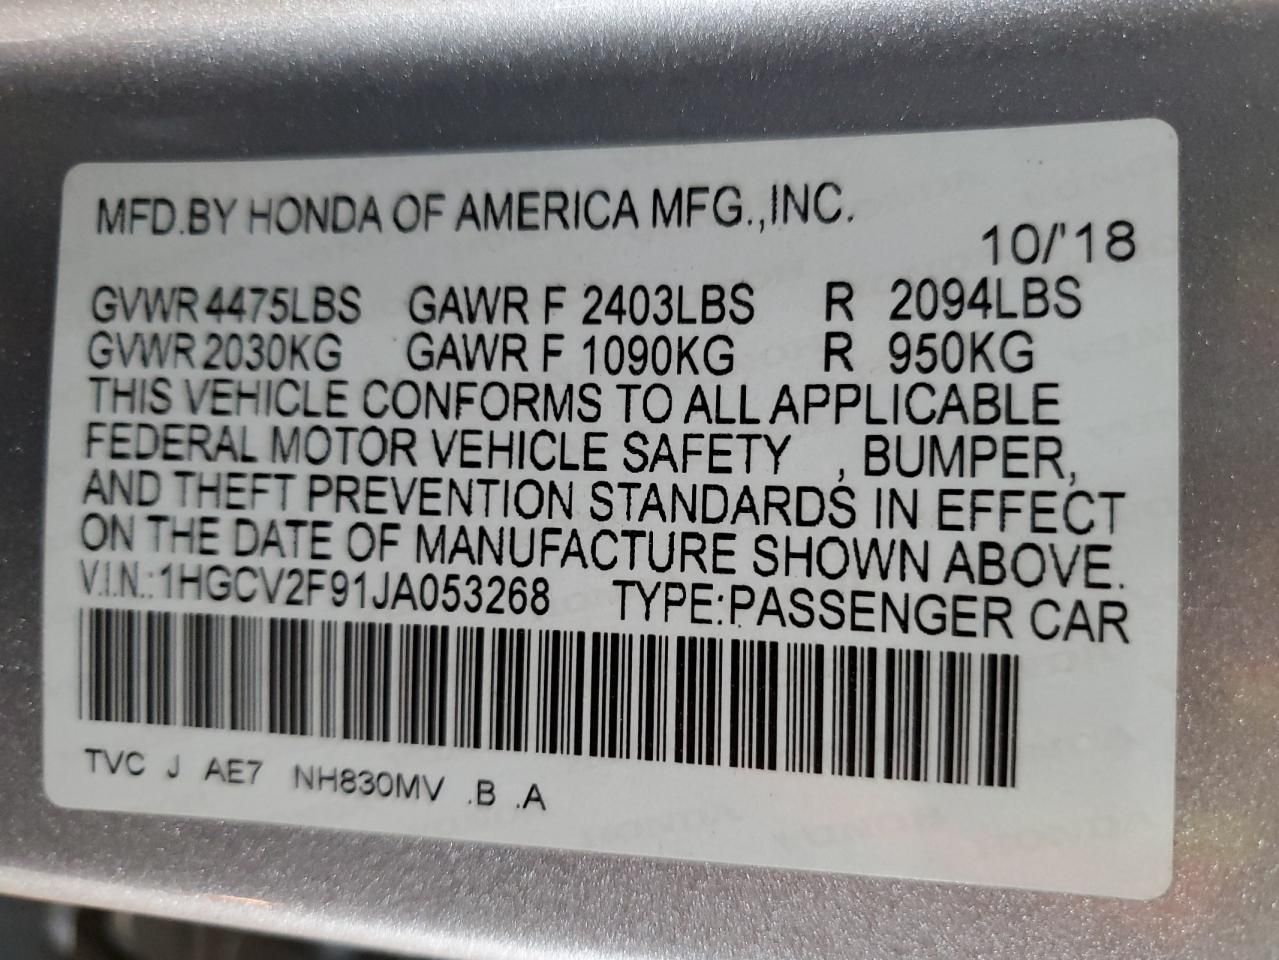 MFD.BY HONDA OF AMERICA MFG.,INC.
10/'18
GVWR 4475LBS GAWR F 2403LBS R 2094LBS
GVWR 2030KG GAWR F 1090KG R 950KG
THIS VEHICLE CONFORMS TO ALL APPLICABLE
FEDERAL MOTOR VEHICLE SAFETY , BUMPER,
AND THEFT PREVENTION STANDARDS IN EFFECT
ON THE DATE OF MANUFACTURE SHOWN ABOVE.
V.I.N.: 1HGCV2F91JA053268 TYPE:PASSENGER CAR
TVC J AE7 NH830MV .B .A